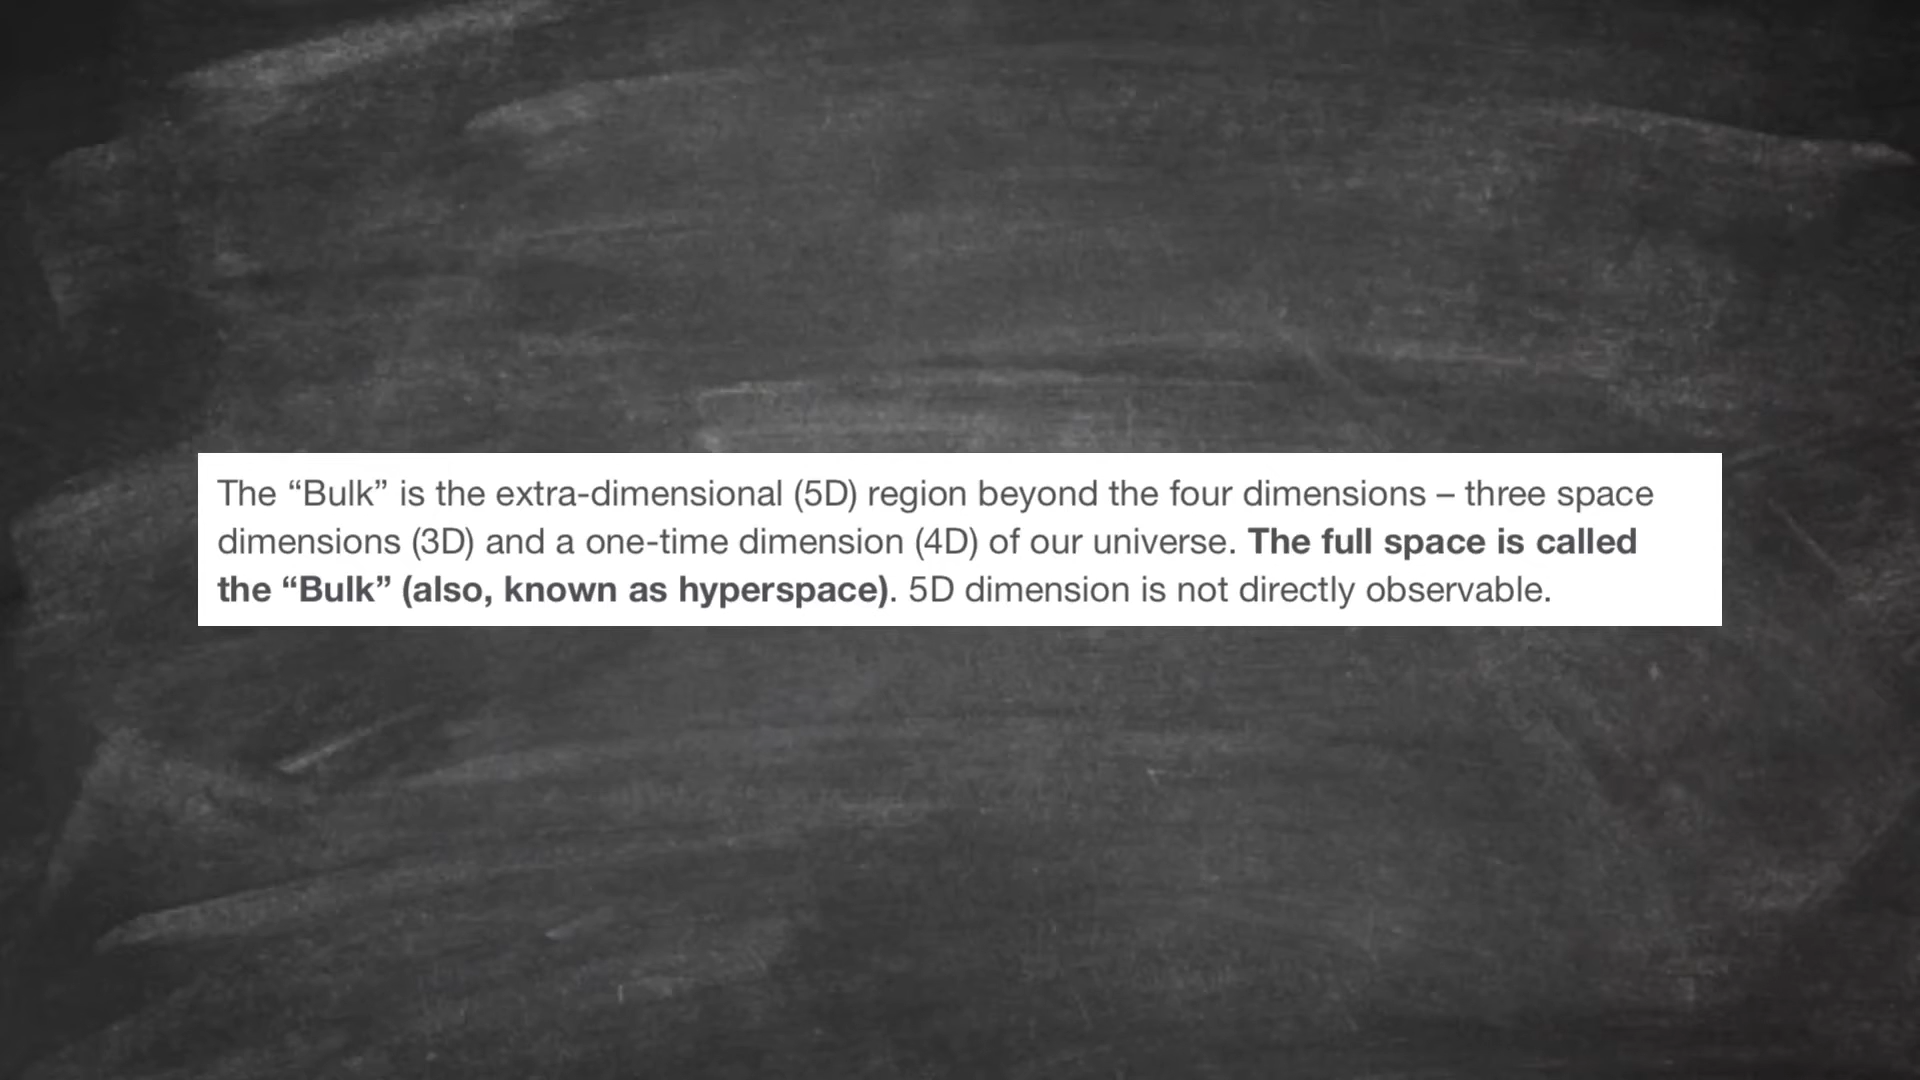 The “Bulk” is the extra-dimensional (5D) region beyond the four dimensions – three space
dimensions (3D) and a one-time dimension (4D) of our universe. The full space is called
the “Bulk” (also, known as hyperspace). 5D dimension is not directly observable.